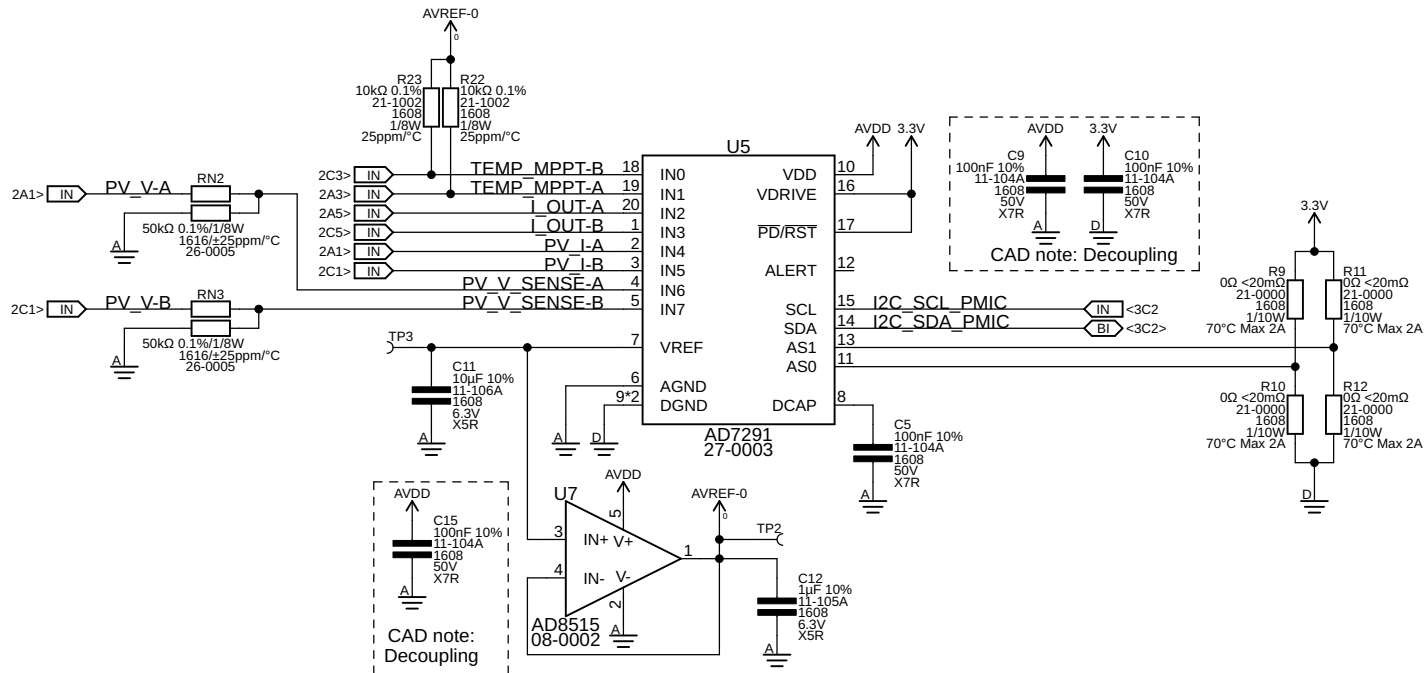 AVREF-0
0
R23
10kΩ 0.1%
21-1002
1608
1/8W
25ppm/°C
R22
10kΩ 0.1%
21-1002
1608
1/8W
25ppm/°C
2A1> IN PV_V-A
RN2
50kΩ 0.1%/1/8W
1616/±25ppm/°C
26-0005
A
2C1> IN PV_V-B
RN3
50kΩ 0.1%/1/8W
1616/±25ppm/°C
26-0005
A
2C3> IN TEMP_MPPT-B 18
2A3> IN TEMP_MPPT-A 19
2A5> IN I_OUT-A 20
2C5> IN I_OUT-B 1
2A1> IN PV_I-A 2
2C1> IN PV_I-B 3
PV_V_SENSE-A 4
PV_V_SENSE-B 5
7
6
9*2
U5
IN0
IN1
IN2
IN3
IN4
IN5
IN6
IN7
VREF
AGND
DGND
VDD
VDRIVE
PD/RST
ALERT
SCL
SDA
AS1
AS0
DCAP
AD7291
27-0003
10
16
17
12
15 I2C_SCL_PMIC IN <3C2
14 I2C_SDA_PMIC BI <3C2>
13
11
8
AVDD 3.3V
AVDD
C9
100nF 10%
11-104A
1608
50V
X7R
A
3.3V
C10
100nF 10%
11-104A
1608
50V
X7R
D
CAD note: Decoupling
3.3V
R9
0Ω <20mΩ
21-0000
1608
1/10W
70°C Max 2A
R11
0Ω <20mΩ
21-0000
1608
1/10W
70°C Max 2A
R10
0Ω <20mΩ
21-0000
1608
1/10W
70°C Max 2A
R12
0Ω <20mΩ
21-0000
1608
1/10W
70°C Max 2A
D
TP3
C11
10µF 10%
11-106A
1608
6.3V
X5R
A
A
D
C5
100nF 10%
11-104A
1608
50V
X7R
A
AVDD
C15
100nF 10%
11-104A
1608
50V
X7R
A
CAD note:
Decoupling
U7
AVDD
5
3 IN+ V+
4 IN- V-
1
2
A
AD8515
08-0002
AVREF-0
0
TP2
C12
1µF 10%
11-105A
1608
6.3V
X5R
A